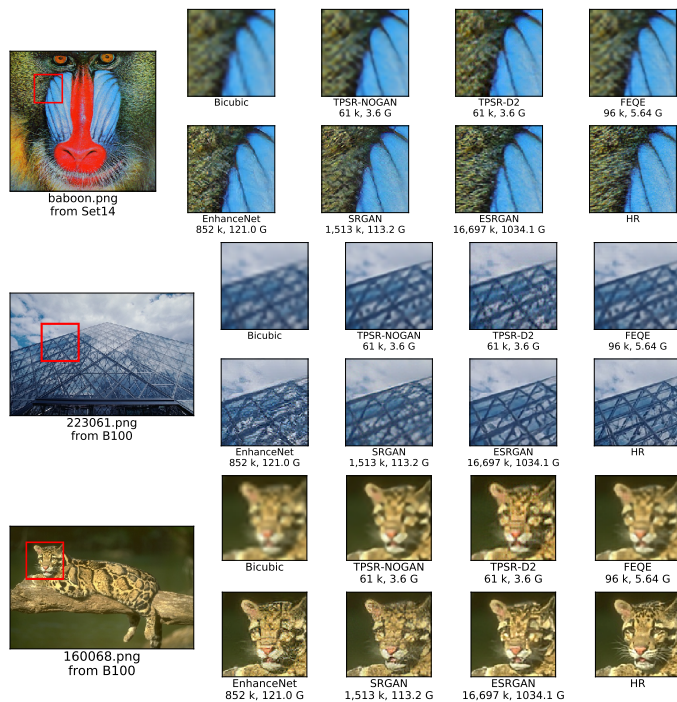 Bicubic
TPSR-NOGAN
61 k, 3.6 G
TPSR-D2
61 k, 3.6 G
FEQE
96 k, 5.64 G
baboon.png
from Set14
EnhanceNet
852 k, 121.0 G
SRGAN
1,513 k, 113.2 G
ESRGAN
16,697 k, 1034.1 G
HR
Bicubic
TPSR-NOGAN
61 k, 3.6 G
TPSR-D2
61 k, 3.6 G
FEQE
96 k, 5.64 G
223061.png
from B100
EnhanceNet
852 k, 121.0 G
SRGAN
1,513 k, 113.2 G
ESRGAN
16,697 k, 1034.1 G
HR
Bicubic
TPSR-NOGAN
61 k, 3.6 G
TPSR-D2
61 k, 3.6 G
FEQE
96 k, 5.64 G
160068.png
from B100
EnhanceNet
852 k, 121.0 G
SRGAN
1,513 k, 113.2 G
ESRGAN
16,697 k, 1034.1 G
HR